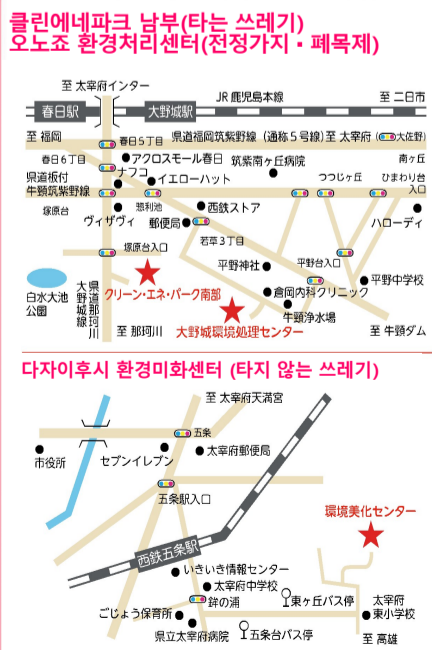 클린에네파크 남부(타는 쓰레기)
오노죠 환경처리센터(전정가지・폐목제)
至 太宰府インター
JR 鹿児島本線
至 二日市
春日駅
大野城駅
至 福岡
春日５丁目
県道福岡筑紫野線（通称５号線）至 太宰府
大佐野
春日６丁目
アクロスモール春日
筑紫南ヶ丘病院
南ヶ丘
県道板付
牛頸筑紫野線
ナフコ
イエローハット
つつじヶ丘
ひまわり台
入口
塚原台
惣利池
西鉄ストア
ヴィザヴィ
郵便局
ハローディ
若草３丁目
塚原台入口
平野神社
平野台入口
平野中学校
白水大池
公園
県道那珂川
大野城線
クリーン・エネ・パーク南部
倉岡内科クリニック
牛頸浄水場
至 那珂川
大野城環境処理センター
至 牛頸ダム
다자이후시 환경미화센터 (타지 않는 쓰레기)
至 太宰府天満宮
五条
市役所
セブンイレブン
太宰府郵便局
五条駅入口
環境美化センター
西鉄五条駅
いきいき情報センター
太宰府中学校
鉾の浦
東ヶ丘バス停
太宰府
東小学校
ごじょう保育所
県立太宰府病院
五条台バス停
至 高雄